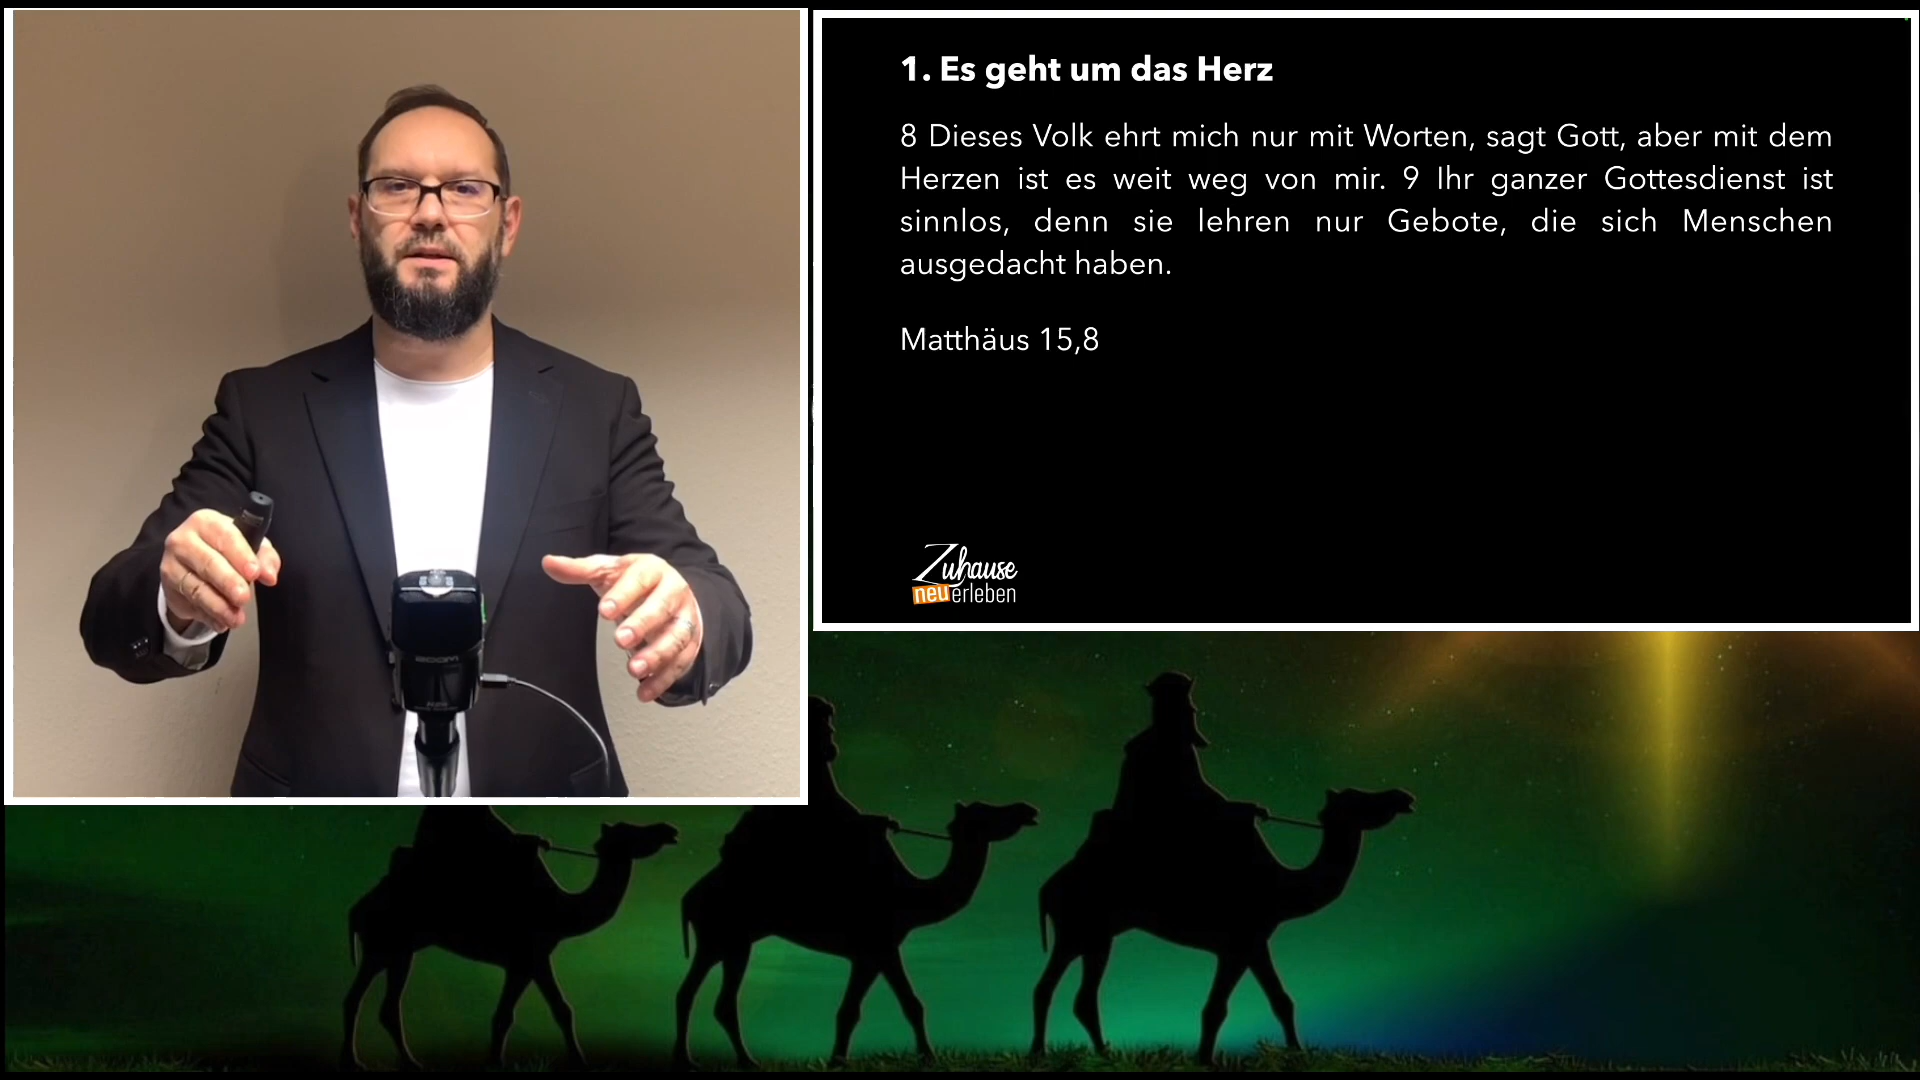 1. Es geht um das Herz
8 Dieses Volk ehrt mich nur mit Worten, sagt Gott, aber mit dem
Herzen ist es weit weg von mir. 9 Ihr ganzer Gottesdienst ist
sinnlos, denn sie lehren nur Gebote, die sich Menschen
ausgedacht haben.
Matthäus 15,8
Zuhause
neu erleben
zoom